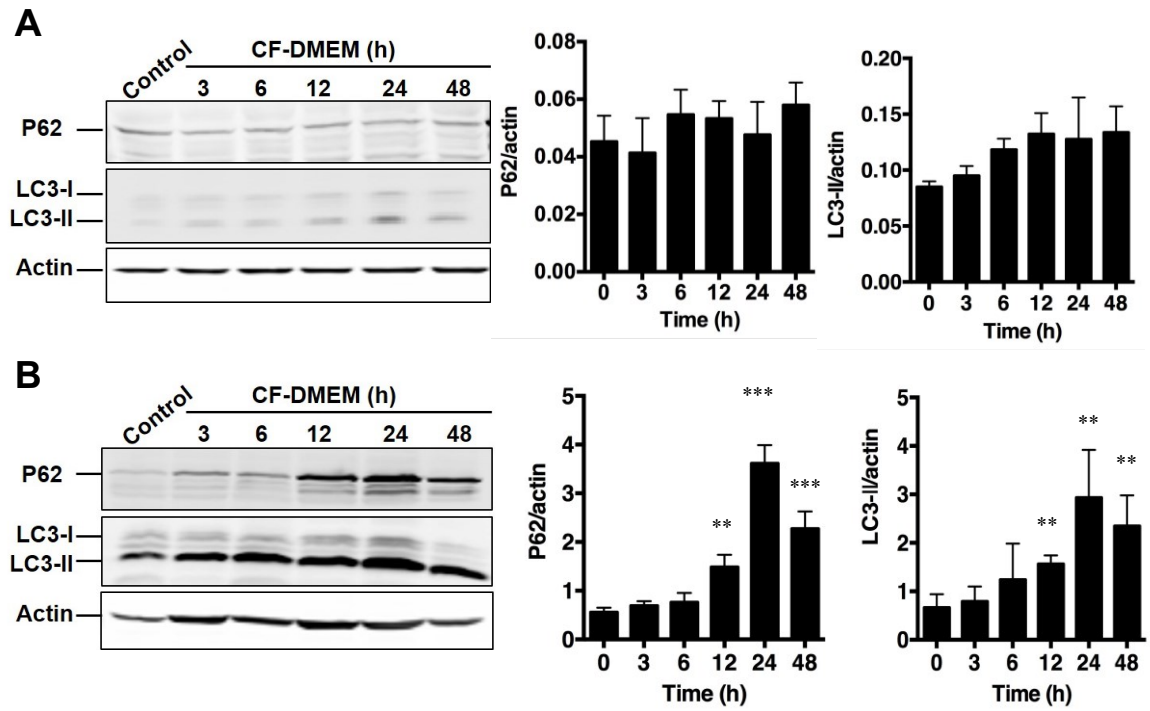 A
Control
CF-DMEM (h)
3 6 12 24 48
P62
LC3-I
LC3-II
Actin
P62/actin
0.08
0.06
0.04
0.02
0.00
0 3 6 12 24 48
Time (h)
LC3-II/actin
0.20
0.15
0.10
0.05
0.00
0 3 6 12 24 48
Time (h)
B
Control
CF-DMEM (h)
3 6 12 24 48
P62
LC3-I
LC3-II
Actin
P62/actin
5
4
3
2
1
0
**
***
***
0 3 6 12 24 48
Time (h)
LC3-II/actin
5
4
3
2
1
0
**
**
**
0 3 6 12 24 48
Time (h)